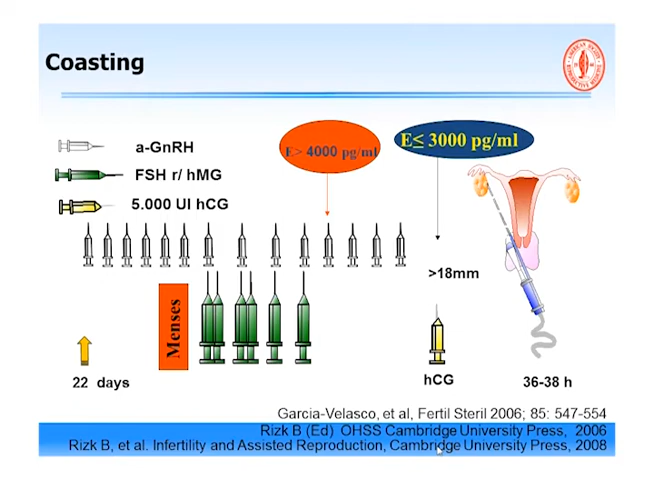 Coasting
a-GnRH
FSH r/ hMG
5.000 UI hCG
E> 4000 pg/ml
E≤ 3000 pg/ml
>18mm
Menses
22 days
hCG
36-38 h
Garcia-Velasco, et al, Fertil Steril 2006; 85: 547-554
Rizk B (Ed) OHSS Cambridge University Press, 2006
Rizk B, et al. Infertility and Assisted Reproduction, Cambridge University Press, 2008